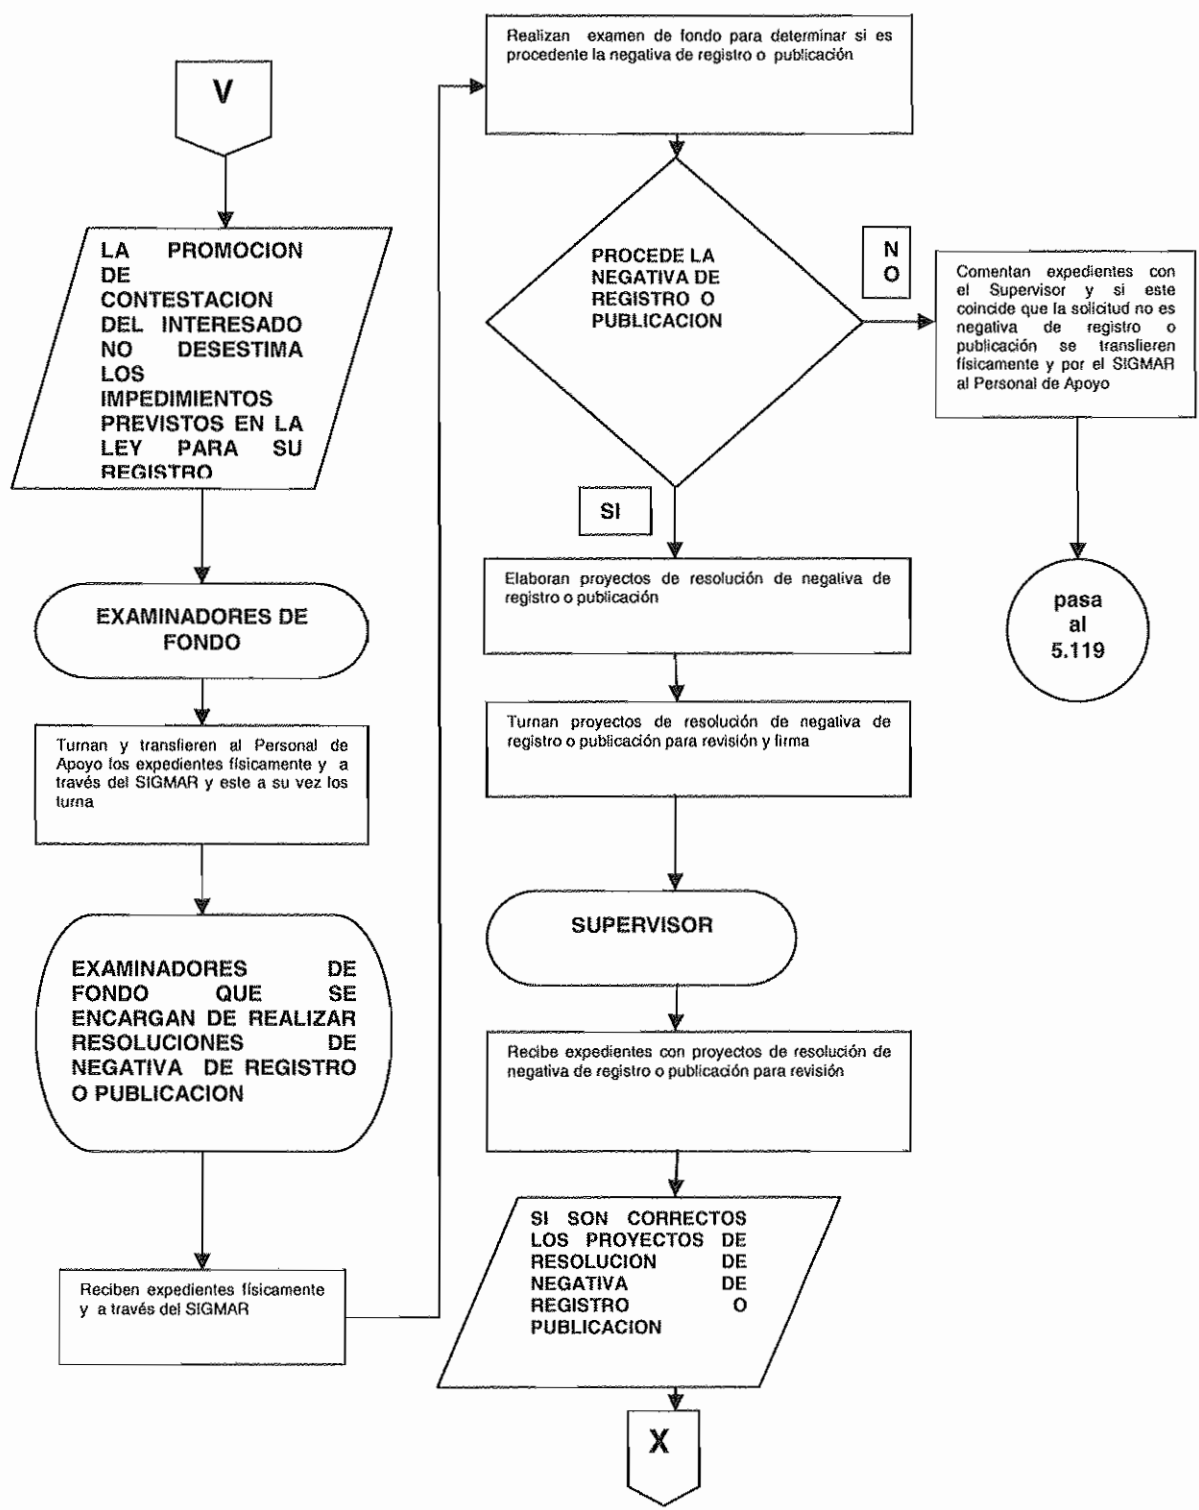 V
LA PROMOCION
DE
CONTESTACION
DEL INTERESADO
NO DESESTIMA
LOS
IMPEDIMIENTOS
PREVISTOS EN LA
LEY PARA SU
REGISTRO
EXAMINADORES DE
FONDO
Turnan y transfieren al Personal de
Apoyo los expedientes físicamente y a
través del SIGMAR y este a su vez los
turna
EXAMINADORES DE
FONDO QUE SE
ENCARGAN DE REALIZAR
RESOLUCIONES DE
NEGATIVA DE REGISTRO
O PUBLICACION
Reciben expedientes físicamente
y a través del SIGMAR
Realizan examen de fondo para determinar si es
procedente la negativa de registro o publicación
PROCEDE LA
NEGATIVA DE
REGISTRO O
PUBLICACION
N
O
Comentan expedientes con
el Supervisor y si este
coincide que la solicitud no es
negativa de registro o
publicación se transfieren
físicamente y por el SIGMAR
al Personal de Apoyo
pasa
al
5.119
SI
Elaboran proyectos de resolución de negativa de
registro o publicación
Turnan proyectos de resolución de negativa de
registro o publicación para revisión y firma
SUPERVISOR
Recibe expedientes con proyectos de resolución de
negativa de registro o publicación para revisión
SI SON CORRECTOS
LOS PROYECTOS DE
RESOLUCION DE
NEGATIVA DE
REGISTRO O
PUBLICACION
X